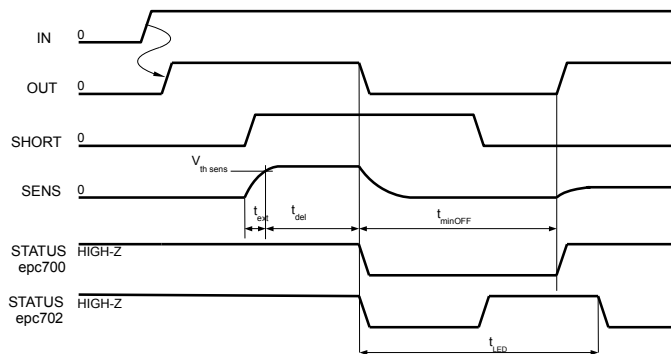 IN 0
OUT 0
SHORT 0
V th sens
SENS 0
t ext t del t minOFF
STATUS epc700 HIGH-Z
STATUS epc702 HIGH-Z
t LED